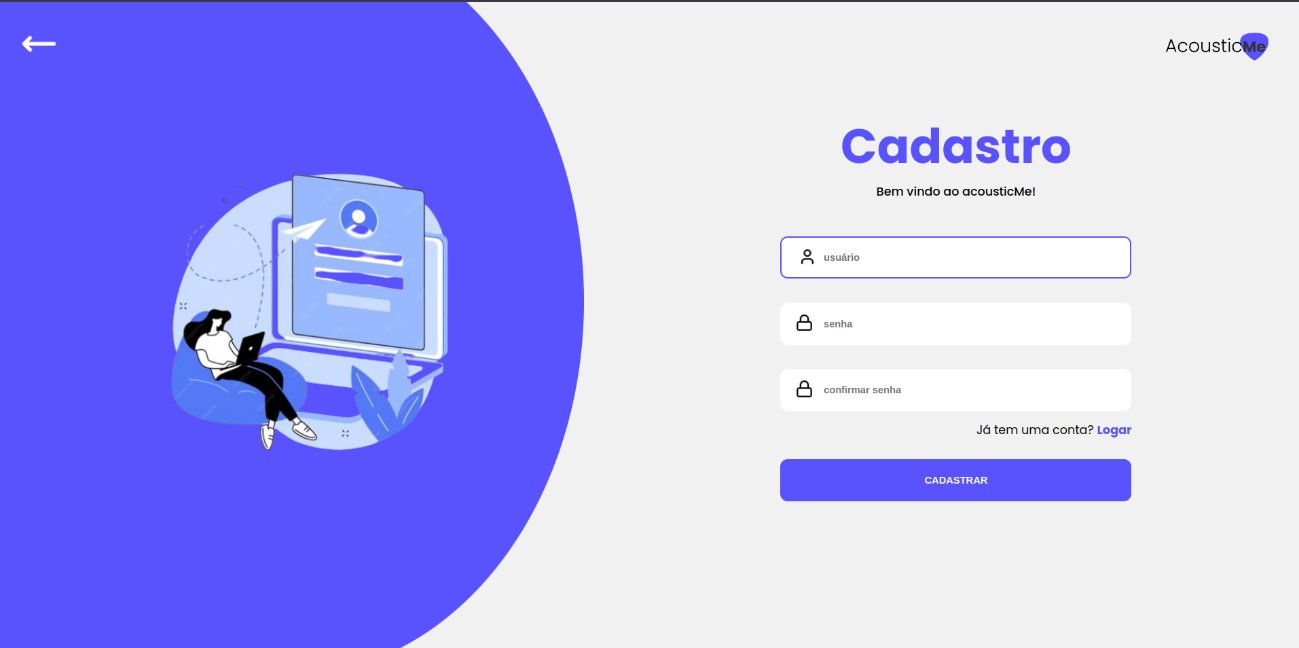 AcousticMe
Cadastro
Bem vindo ao acousticMe!
usuário
senha
confirmar senha
Já tem uma conta? Logar
CADASTRAR